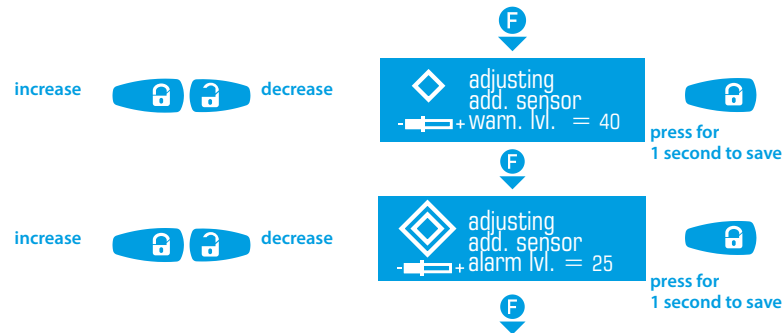 F
increase
decrease
adjusting
add. sensor
- + warn. lvl. = 40
press for
1 second to save
F
increase
decrease
adjusting
add. sensor
- + alarm lvl. = 25
press for
1 second to save
F